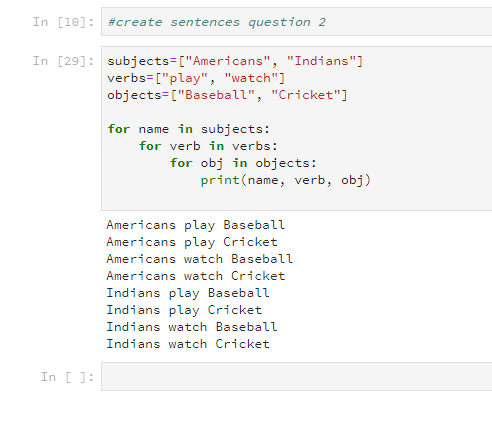 In [10]: #create sentences question 2
In [29]: subjects=["Americans", "Indians"]
verbs=["play", "watch"]
objects=["Baseball", "Cricket"]
for name in subjects:
    for verb in verbs:
        for obj in objects:
            print(name, verb, obj)
Americans play Baseball
Americans play Cricket
Americans watch Baseball
Americans watch Cricket
Indians play Baseball
Indians play Cricket
Indians watch Baseball
Indians watch Cricket
In [ ]: